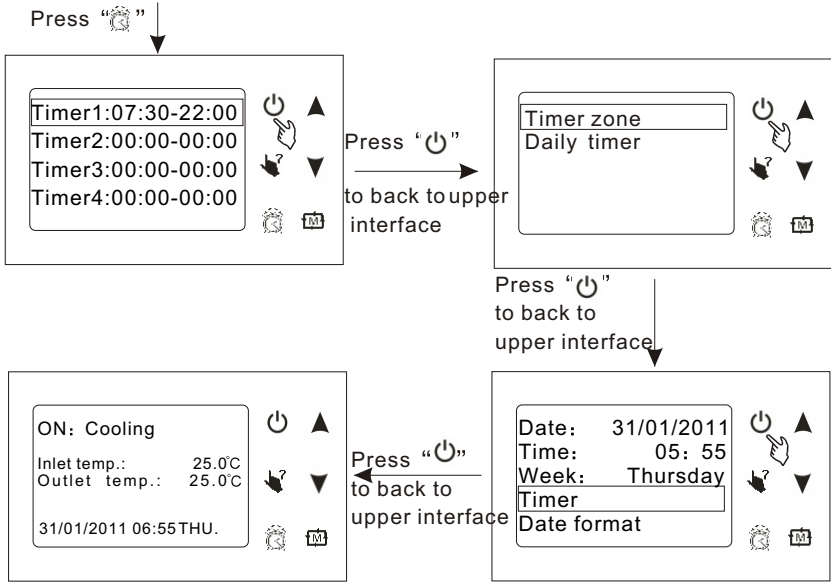 Press “ ”
Timer1:07:30-22:00
Timer2:00:00-00:00
Timer3:00:00-00:00
Timer4:00:00-00:00
?
M
Press “ ”
to back to upper
interface
Timer zone
Daily timer
?
M
Press “ ”
to back to
upper interface
Date: 31/01/2011
Time: 05: 55
Week: Thursday
Timer
Date format
?
M
Press “ ”
to back to
upper interface
ON: Cooling
Inlet temp.: 25.0°C
Outlet temp.: 25.0°C
31/01/2011 06:55THU.
?
M